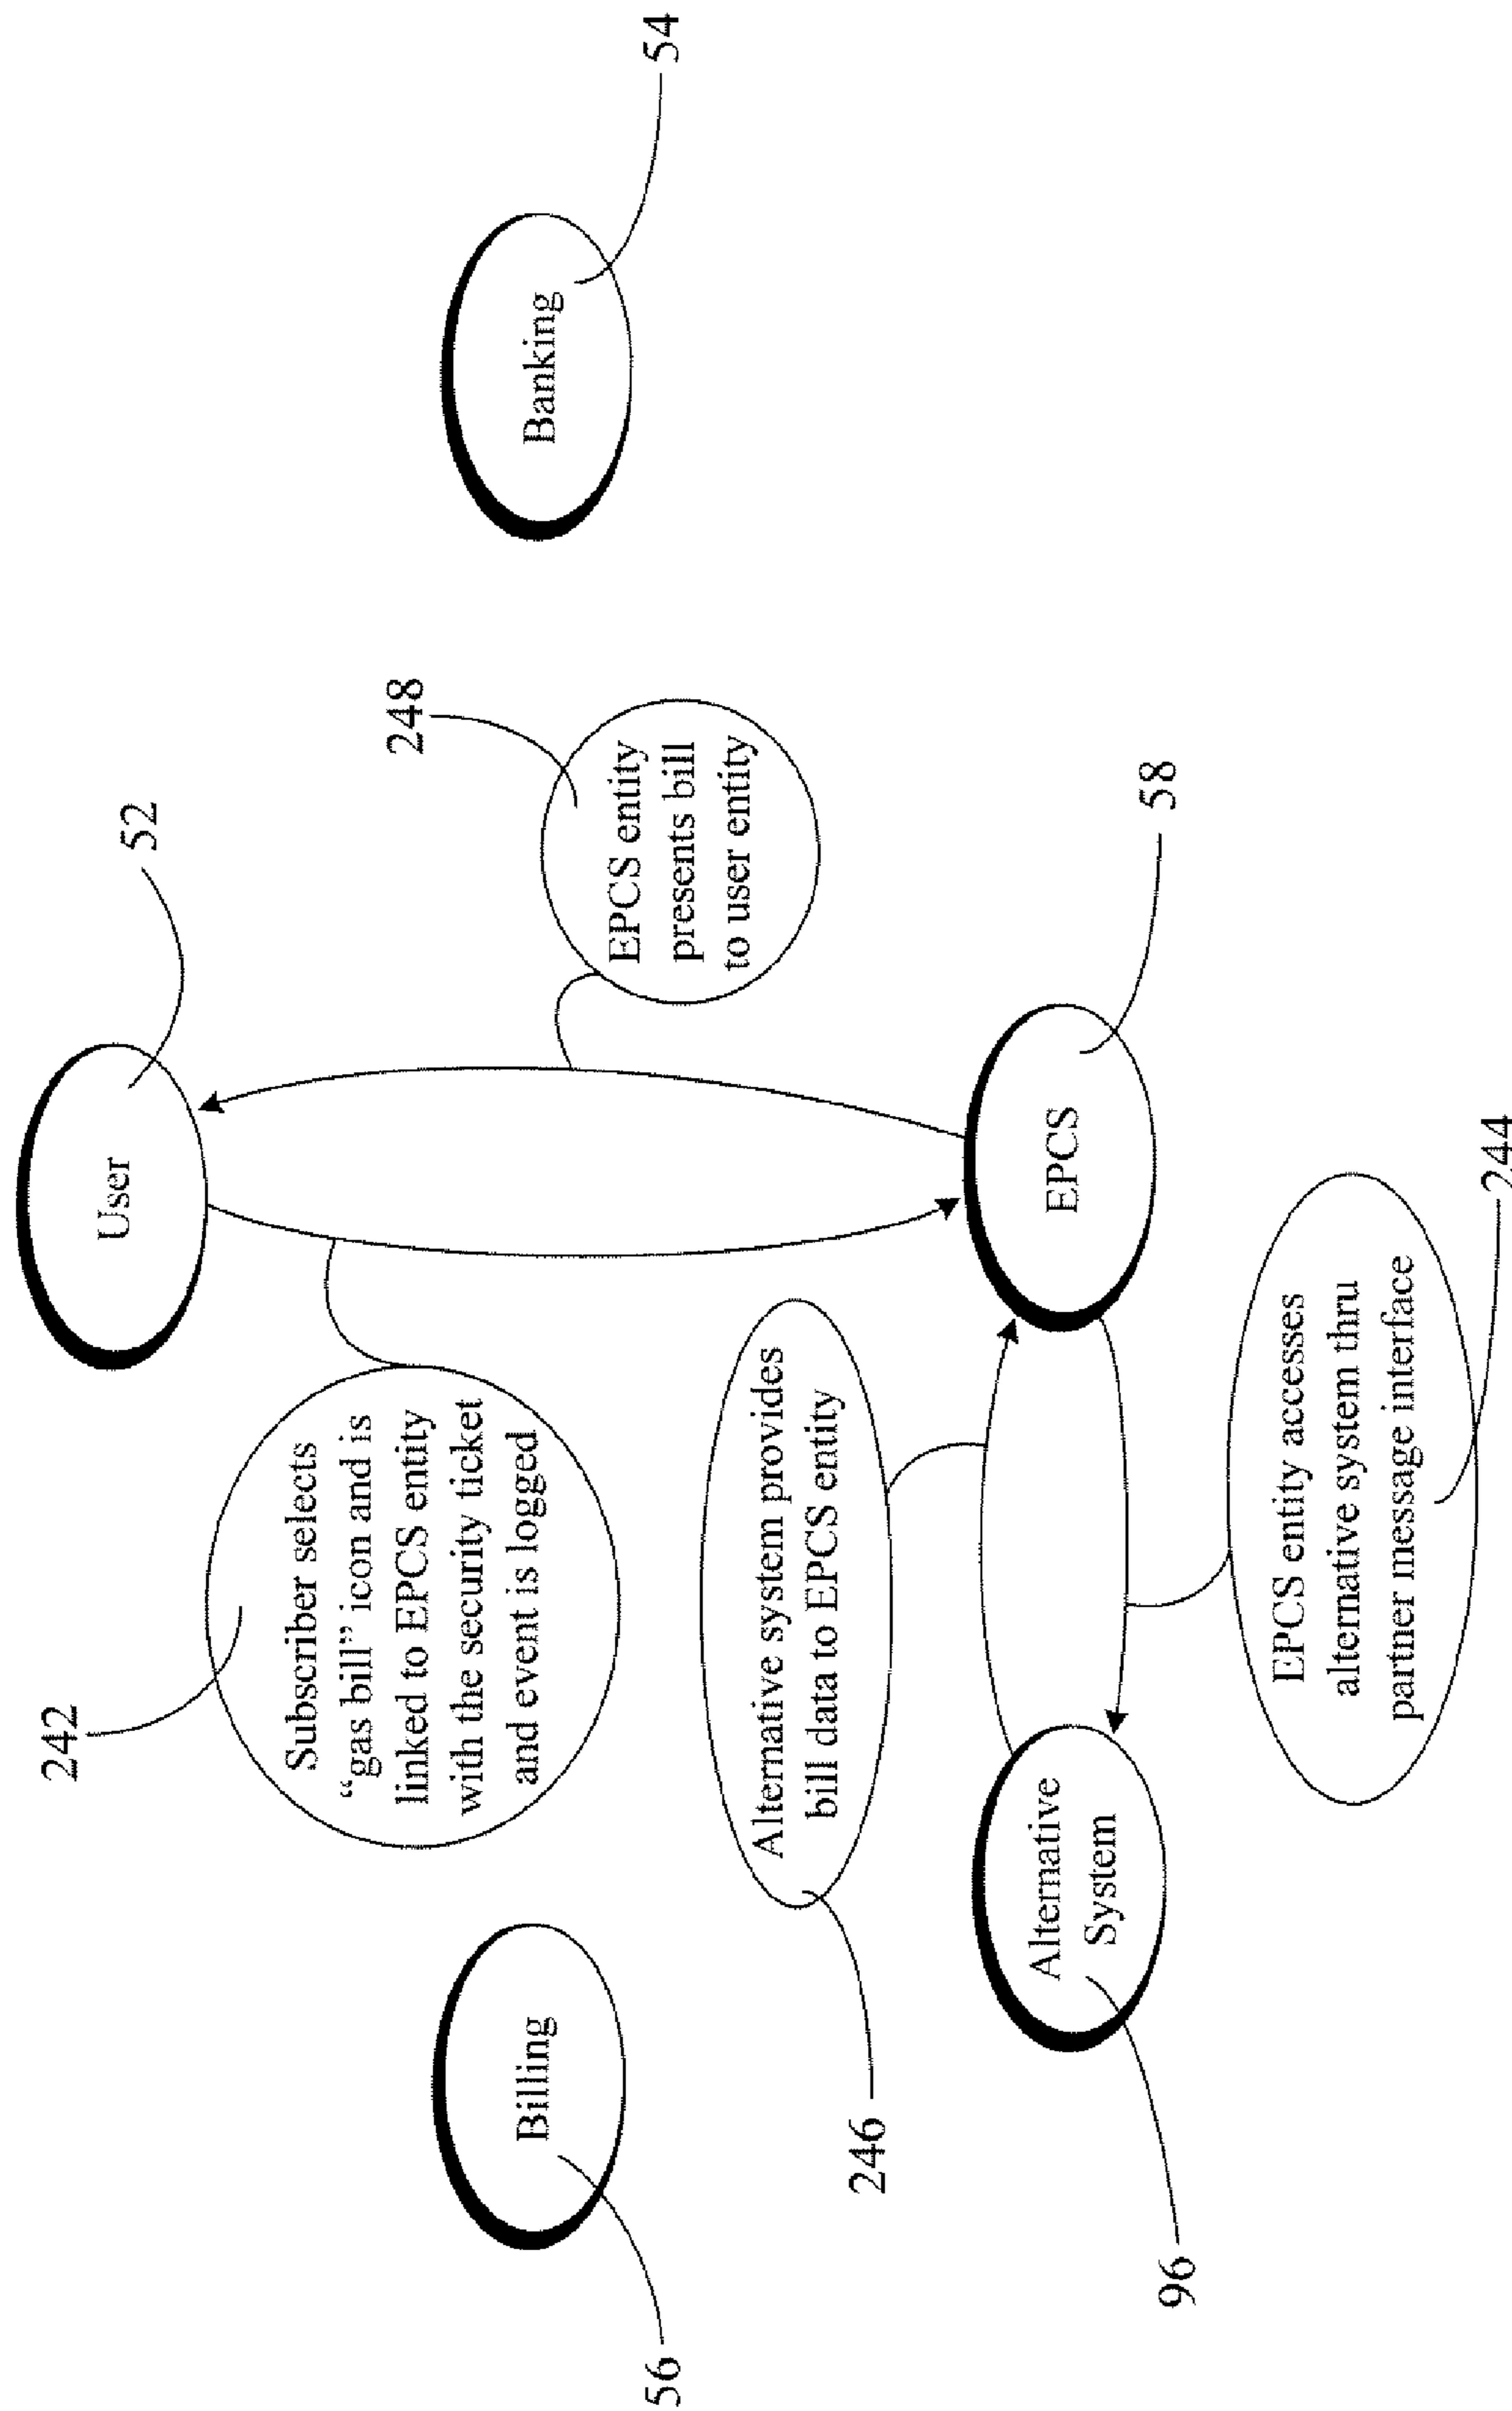 User
52
242
Subscriber selects
“gas bill” icon and is
linked to EPCS entity
with the security ticket
and event is logged
248
EPCS entity
presents bill
to user entity
Billing
56
Banking
54
246
Alternative system provides
bill data to EPCS entity
Alternative
System
96
EPCS
58
EPCS entity accesses
alternative system thru
partner message interface
244